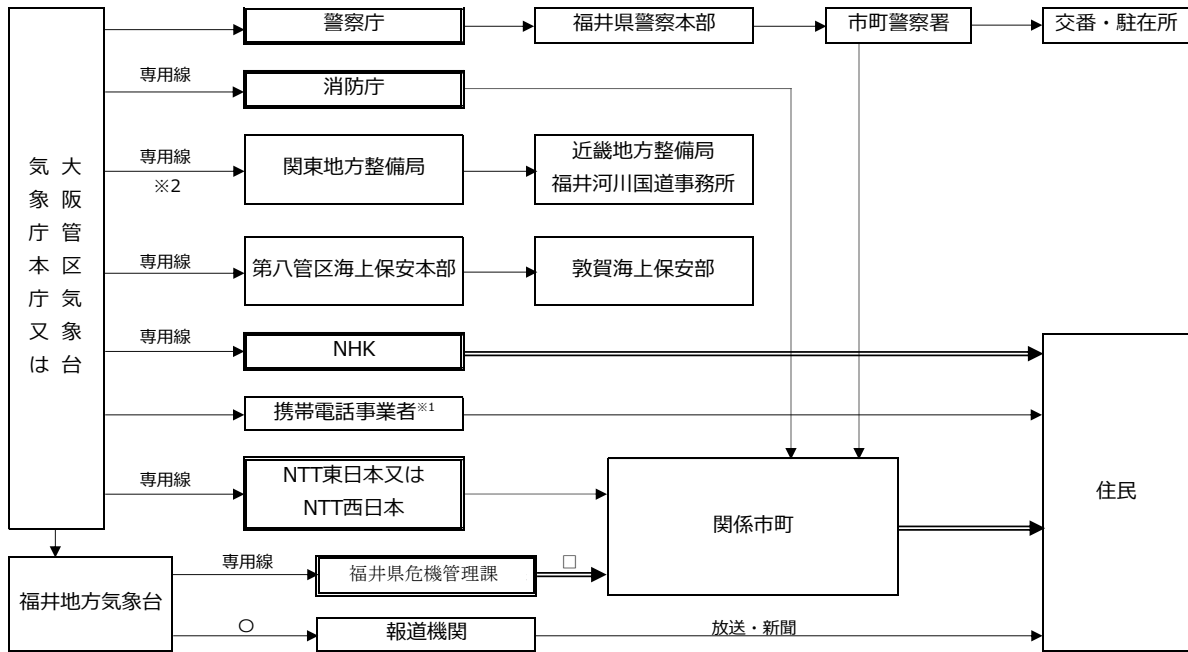 警察庁
福井県警察本部
市町警察署
交番・駐在所
専用線
消防庁
気象庁本庁又は
大阪管区気象台
専用線
※2
関東地方整備局
近畿地方整備局
福井河川国道事務所
専用線
第八管区海上保安本部
敦賀海上保安部
専用線
NHK
携帯電話事業者※1
専用線
NTT東日本又は
NTT西日本
関係市町
住民
福井地方気象台
専用線
福井県危機管理課
□
○
報道機関
放送・新聞